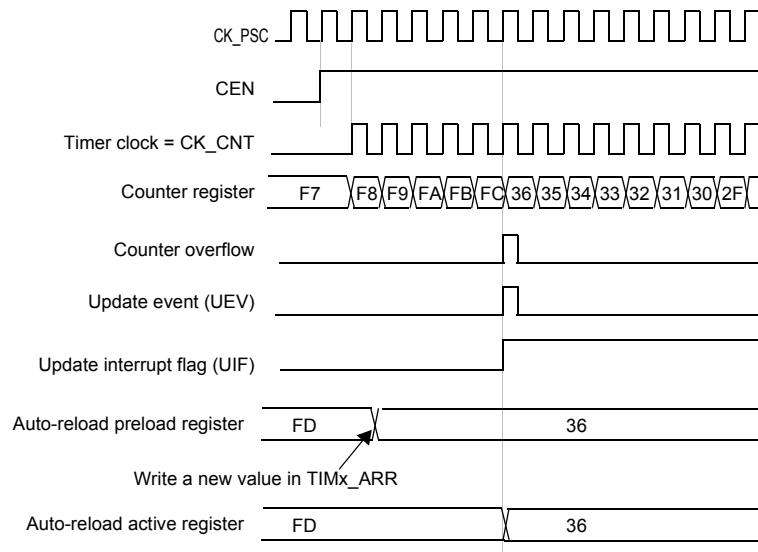 CK_PSC
CEN
Timer clock = CK_CNT
Counter register F7 F8 F9 FA FB FC 36 35 34 33 32 31 30 2F
Counter overflow
Update event (UEV)
Update interrupt flag (UIF)
Auto-reload preload register FD 36
Write a new value in TIMx_ARR
Auto-reload active register FD 36